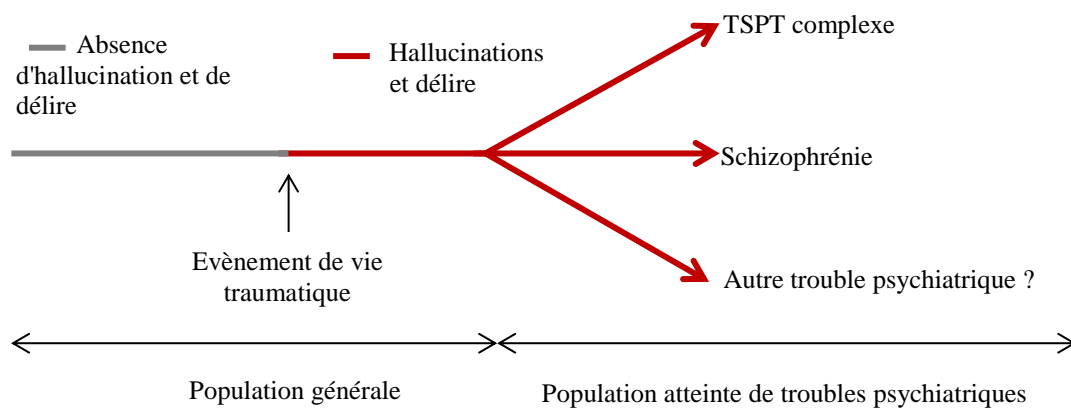 Absence
d'hallucination et de
délire
Hallucinations
et délire
TSPT complexe
Schizophrénie
Evènement de vie
traumatique
Autre trouble psychiatrique ?
Population générale
Population atteinte de troubles psychiatriques